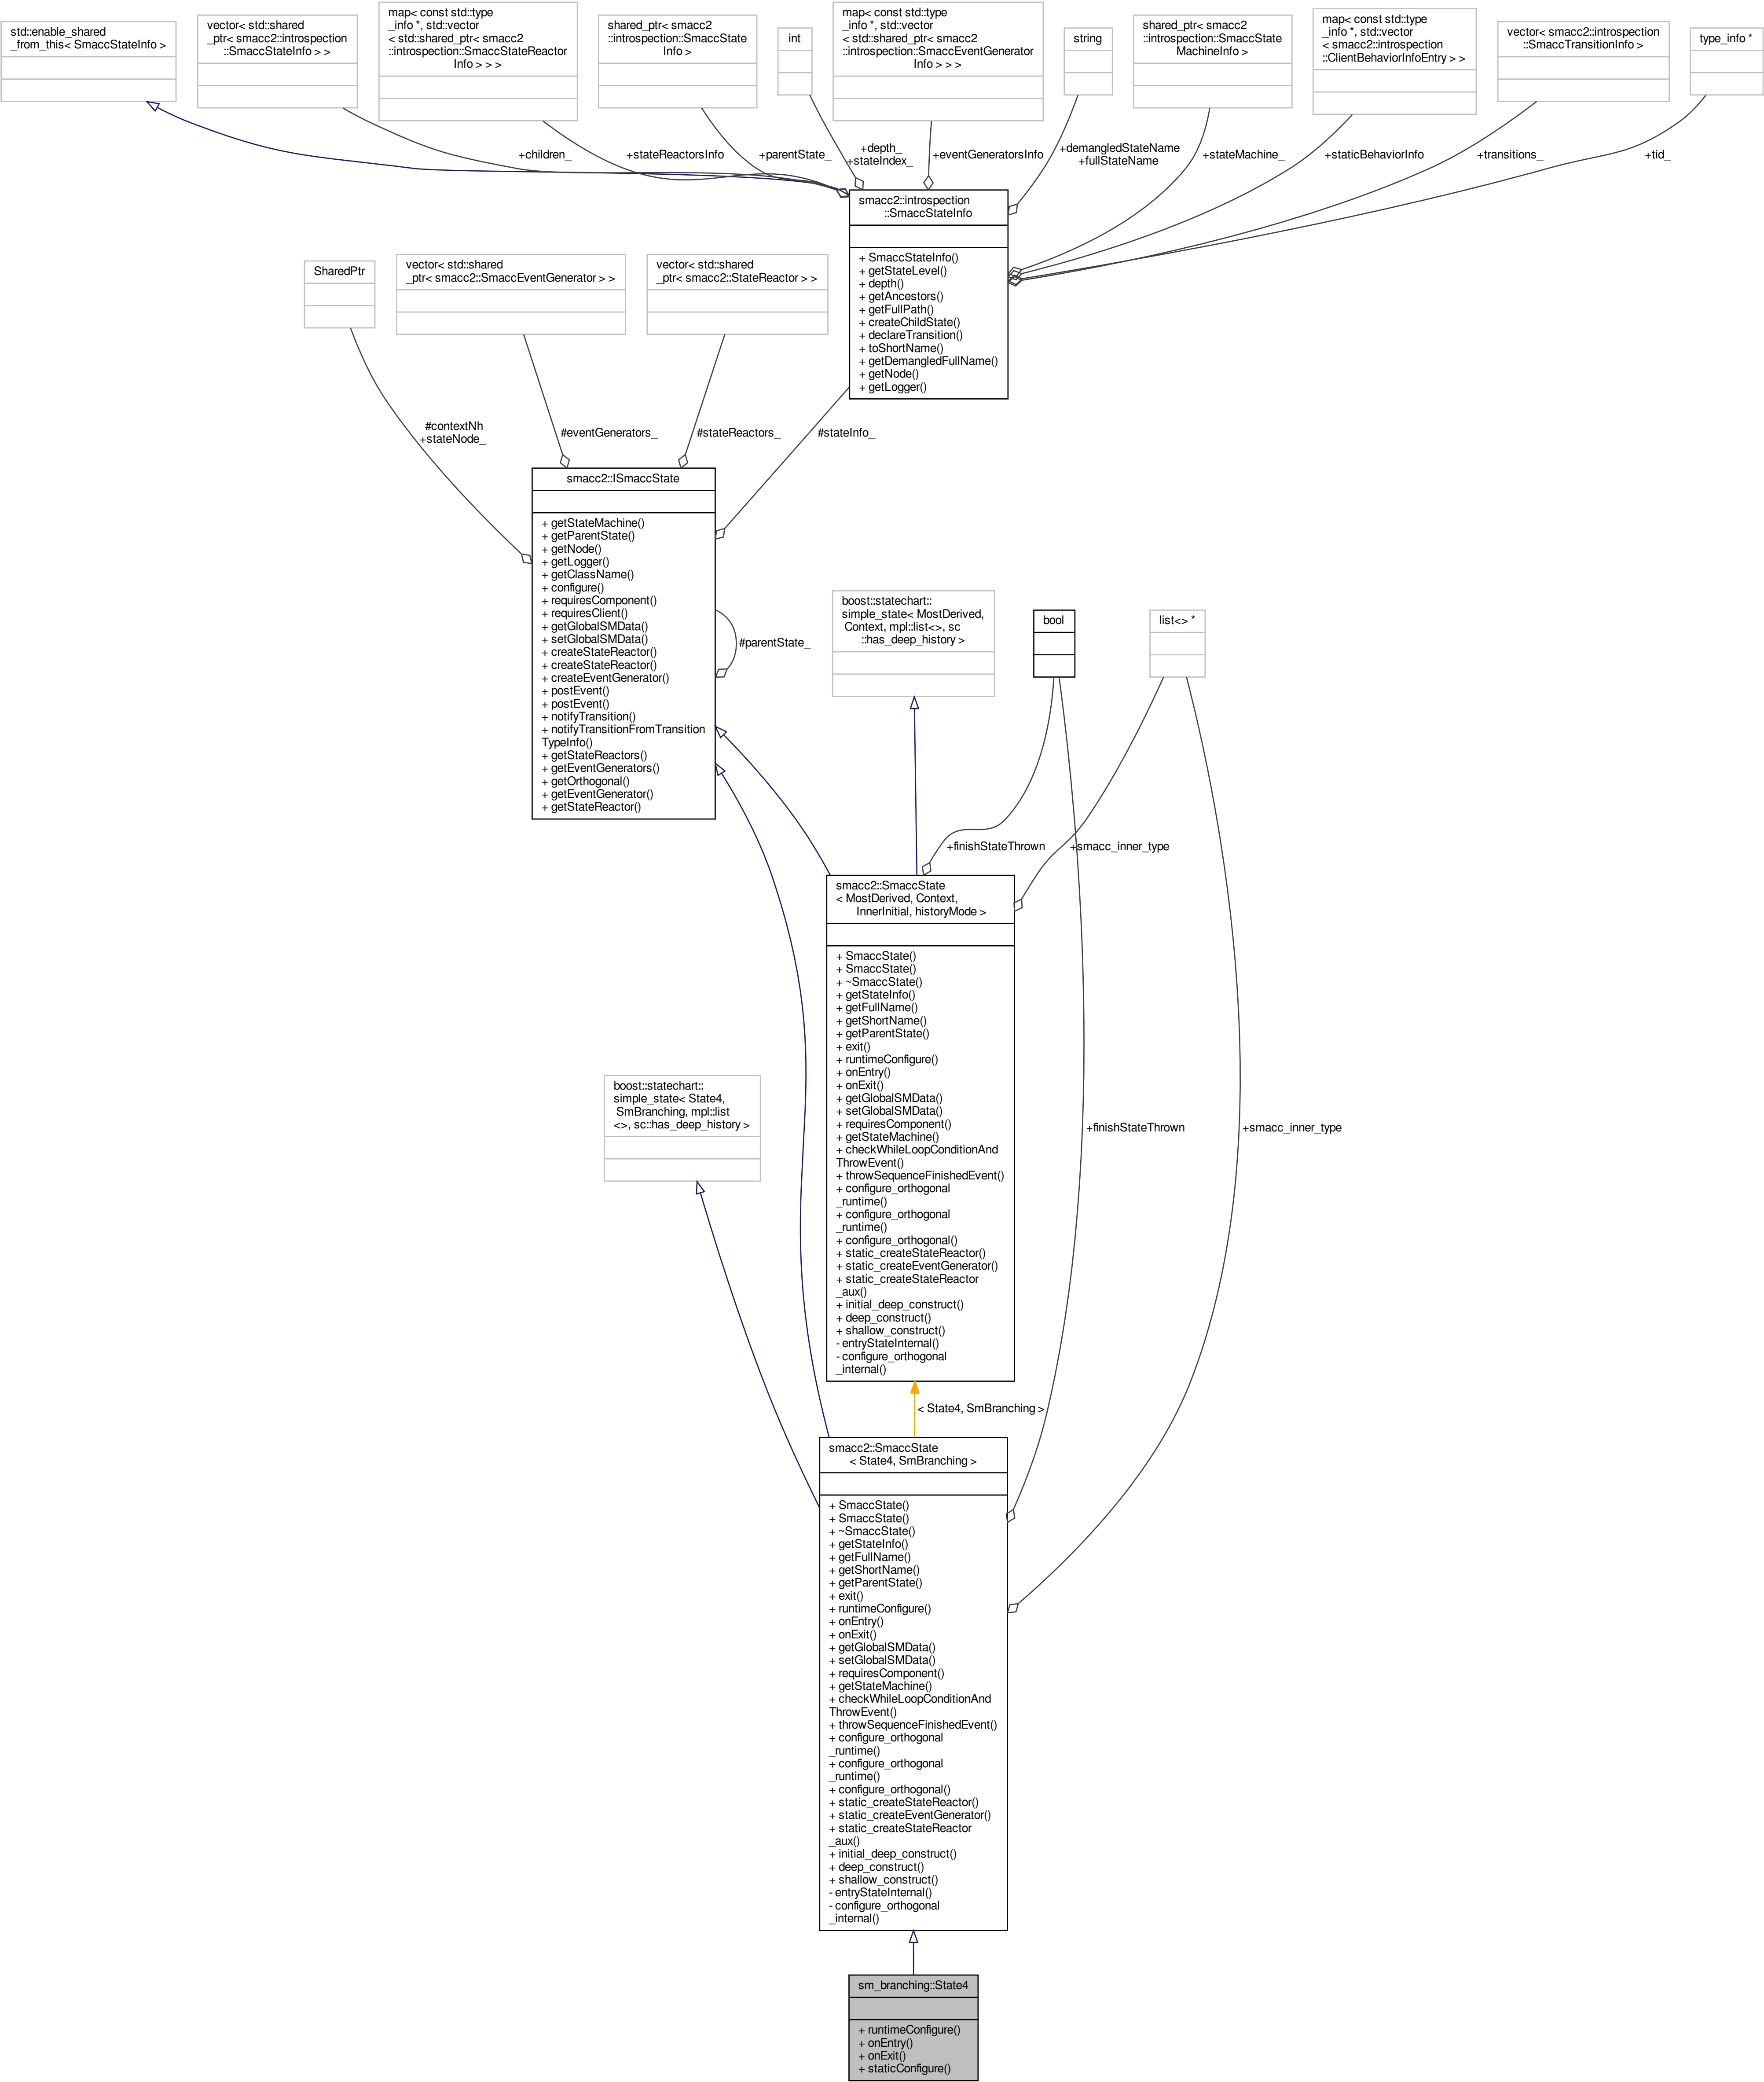 std::enable_shared
_from_this< SmaccStateInfo >
vector< std::shared
_ptr< smacc2::introspection
::SmaccStateInfo > >
map< const std::type
_info *, std::vector
< std::shared_ptr< smacc2
::introspection::SmaccStateReactor
Info > > >
shared_ptr< smacc2
::introspection::SmaccState
Info >
int
map< const std::type
_info *, std::vector
< std::shared_ptr< smacc2
::introspection::SmaccEventGenerator
Info > > >
string
shared_ptr< smacc2
::introspection::SmaccState
MachineInfo >
map< const std::type
_info *, std::vector
< smacc2::introspection
::ClientBehaviorInfoEntry > >
vector< smacc2::introspection
::SmaccTransitionInfo >
type_info *
+children_
+stateReactorsInfo
+parentState_
+depth_
+stateIndex_
+eventGeneratorsInfo
+demangledStateName
+fullStateName
+stateMachine_
+staticBehaviorInfo
+transitions_
+tid_
smacc2::introspection
::SmaccStateInfo
+ SmaccStateInfo()
+ getStateLevel()
+ depth()
+ getAncestors()
+ getFullPath()
+ createChildState()
+ declareTransition()
+ toShortName()
+ getDemangledFullName()
+ getNode()
+ getLogger()
SharedPtr
vector< std::shared
_ptr< smacc2::SmaccEventGenerator > >
vector< std::shared
_ptr< smacc2::StateReactor > >
#contextNh
+stateNode_
#eventGenerators_
#stateReactors_
#stateInfo_
smacc2::ISmaccState
+ getStateMachine()
+ getParentState()
+ getNode()
+ getLogger()
+ getClassName()
+ configure()
+ requiresComponent()
+ requiresClient()
+ getGlobalSMData()
+ setGlobalSMData()
+ createStateReactor()
+ createStateReactor()
+ createEventGenerator()
+ postEvent()
+ postEvent()
+ notifyTransition()
+ notifyTransitionFromTransition
TypeInfo()
+ getStateReactors()
+ getEventGenerators()
+ getOrthogonal()
+ getEventGenerator()
+ getStateReactor()
#parentState_
boost::statechart::
simple_state< MostDerived,
Context, mpl::list<>, sc
::has_deep_history >
bool
list<> *
+finishStateThrown
+smacc_inner_type
smacc2::SmaccState
< MostDerived, Context,
InnerInitial, historyMode >
+ SmaccState()
+ SmaccState()
+ ~SmaccState()
+ getStateInfo()
+ getFullName()
+ getShortName()
+ getParentState()
+ exit()
+ runtimeConfigure()
+ onEntry()
+ onExit()
+ getGlobalSMData()
+ setGlobalSMData()
+ requiresComponent()
+ getStateMachine()
+ checkWhileLoopConditionAnd
ThrowEvent()
+ throwSequenceFinishedEvent()
+ configure_orthogonal
_runtime()
+ configure_orthogonal
_runtime()
+ configure_orthogonal()
+ static_createStateReactor()
+ static_createEventGenerator()
+ static_createStateReactor
_aux()
+ initial_deep_construct()
+ deep_construct()
+ shallow_construct()
- entryStateInternal()
- configure_orthogonal
_internal()
boost::statechart::
simple_state< State4,
SmBranching, mpl::list
<>, sc::has_deep_history >
+finishStateThrown
+smacc_inner_type
< State4, SmBranching >
smacc2::SmaccState
< State4, SmBranching >
+ SmaccState()
+ SmaccState()
+ ~SmaccState()
+ getStateInfo()
+ getFullName()
+ getShortName()
+ getParentState()
+ exit()
+ runtimeConfigure()
+ onEntry()
+ onExit()
+ getGlobalSMData()
+ setGlobalSMData()
+ requiresComponent()
+ getStateMachine()
+ checkWhileLoopConditionAnd
ThrowEvent()
+ throwSequenceFinishedEvent()
+ configure_orthogonal
_runtime()
+ configure_orthogonal
_runtime()
+ configure_orthogonal()
+ static_createStateReactor()
+ static_createEventGenerator()
+ static_createStateReactor
_aux()
+ initial_deep_construct()
+ deep_construct()
+ shallow_construct()
- entryStateInternal()
- configure_orthogonal
_internal()
sm_branching::State4
+ runtimeConfigure()
+ onEntry()
+ onExit()
+ staticConfigure()